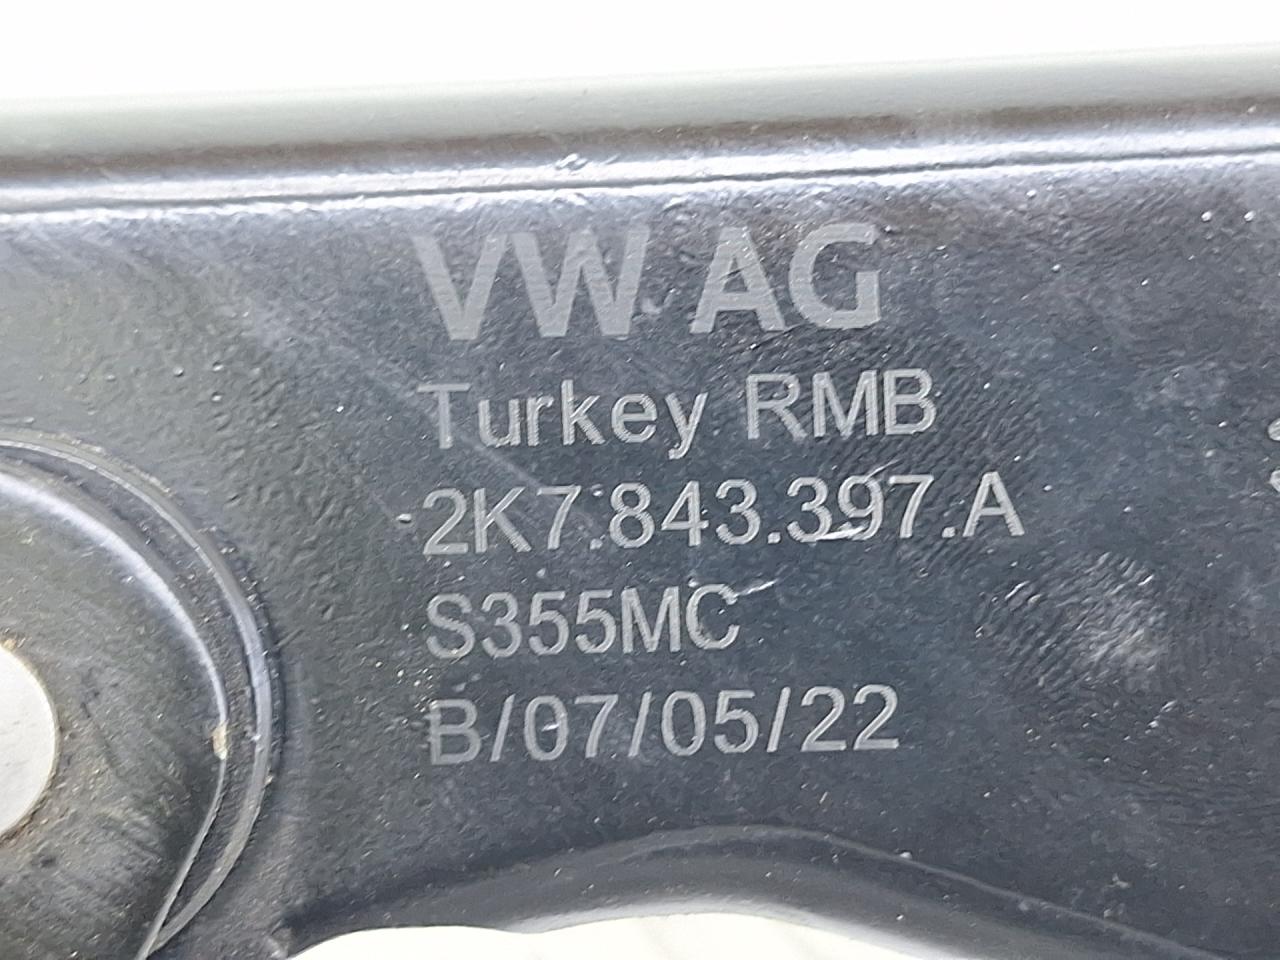 VW AG
Turkey RMB
2K7.843.397.A
S355MC
B/07/05/22